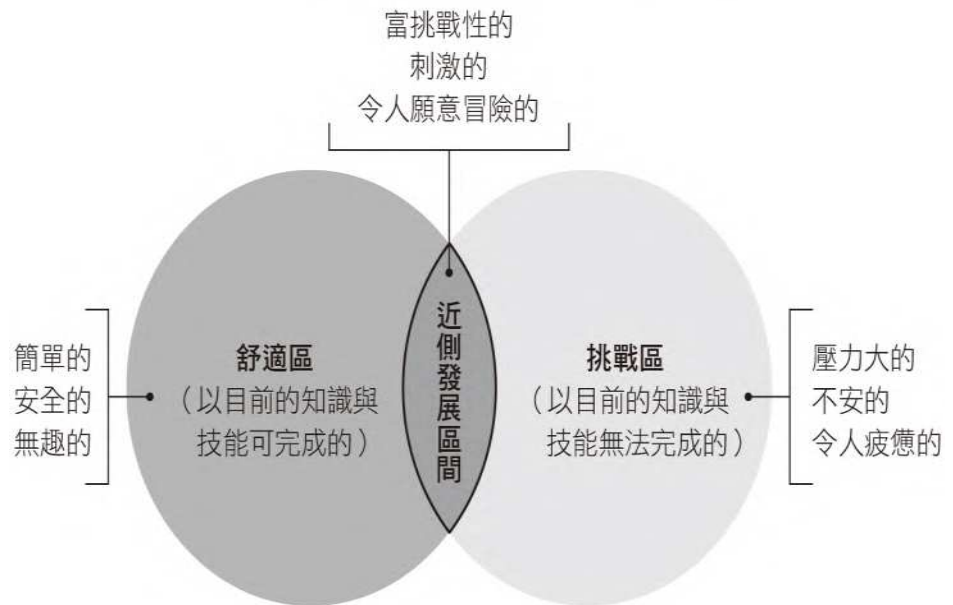 富挑戰性的
刺激的
令人願意冒險的
簡單的
安全的
無趣的
舒適區
（以目前的知識與
技能可完成的）
近側發展區間
挑戰區
（以目前的知識與
技能無法完成的）
壓力大的
不安的
令人疲憊的